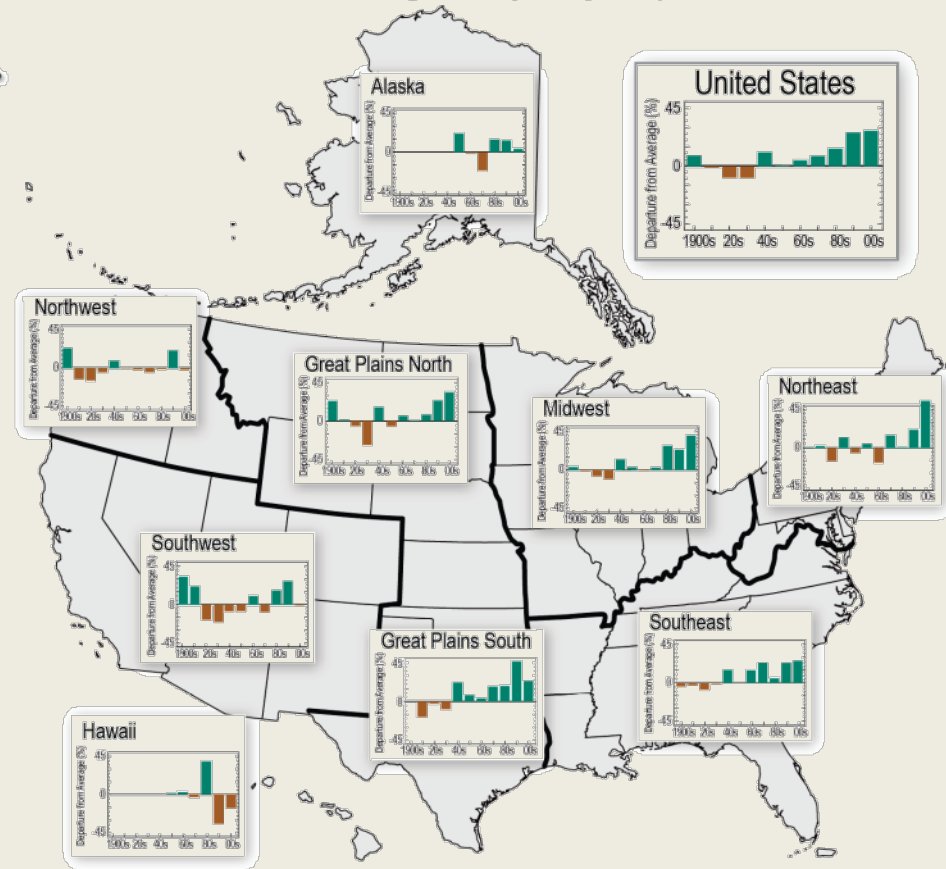 Alaska
Departure from Average (%)
45
0
-45
1900s 20s 40s 60s 80s 00s
United States
Departure from Average (%)
45
0
-45
1900s 20s 40s 60s 80s 00s
Northwest
Departure from Average (%)
45
0
-45
1900s 20s 40s 60s 80s 00s
Great Plains North
Departure from Average (%)
45
0
-45
1900s 20s 40s 60s 80s 00s
Midwest
Departure from Average (%)
45
0
-45
1900s 20s 40s 60s 80s 00s
Northeast
Departure from Average (%)
45
0
-45
1900s 20s 40s 60s 80s 00s
Southwest
Departure from Average (%)
45
0
-45
1900s 20s 40s 60s 80s 00s
Great Plains South
Departure from Average (%)
45
0
-45
1900s 20s 40s 60s 80s 00s
Southeast
Departure from Average (%)
45
0
-45
1900s 20s 40s 60s 80s 00s
Hawaii
Departure from Average (%)
45
0
-45
1900s 20s 40s 60s 80s 00s